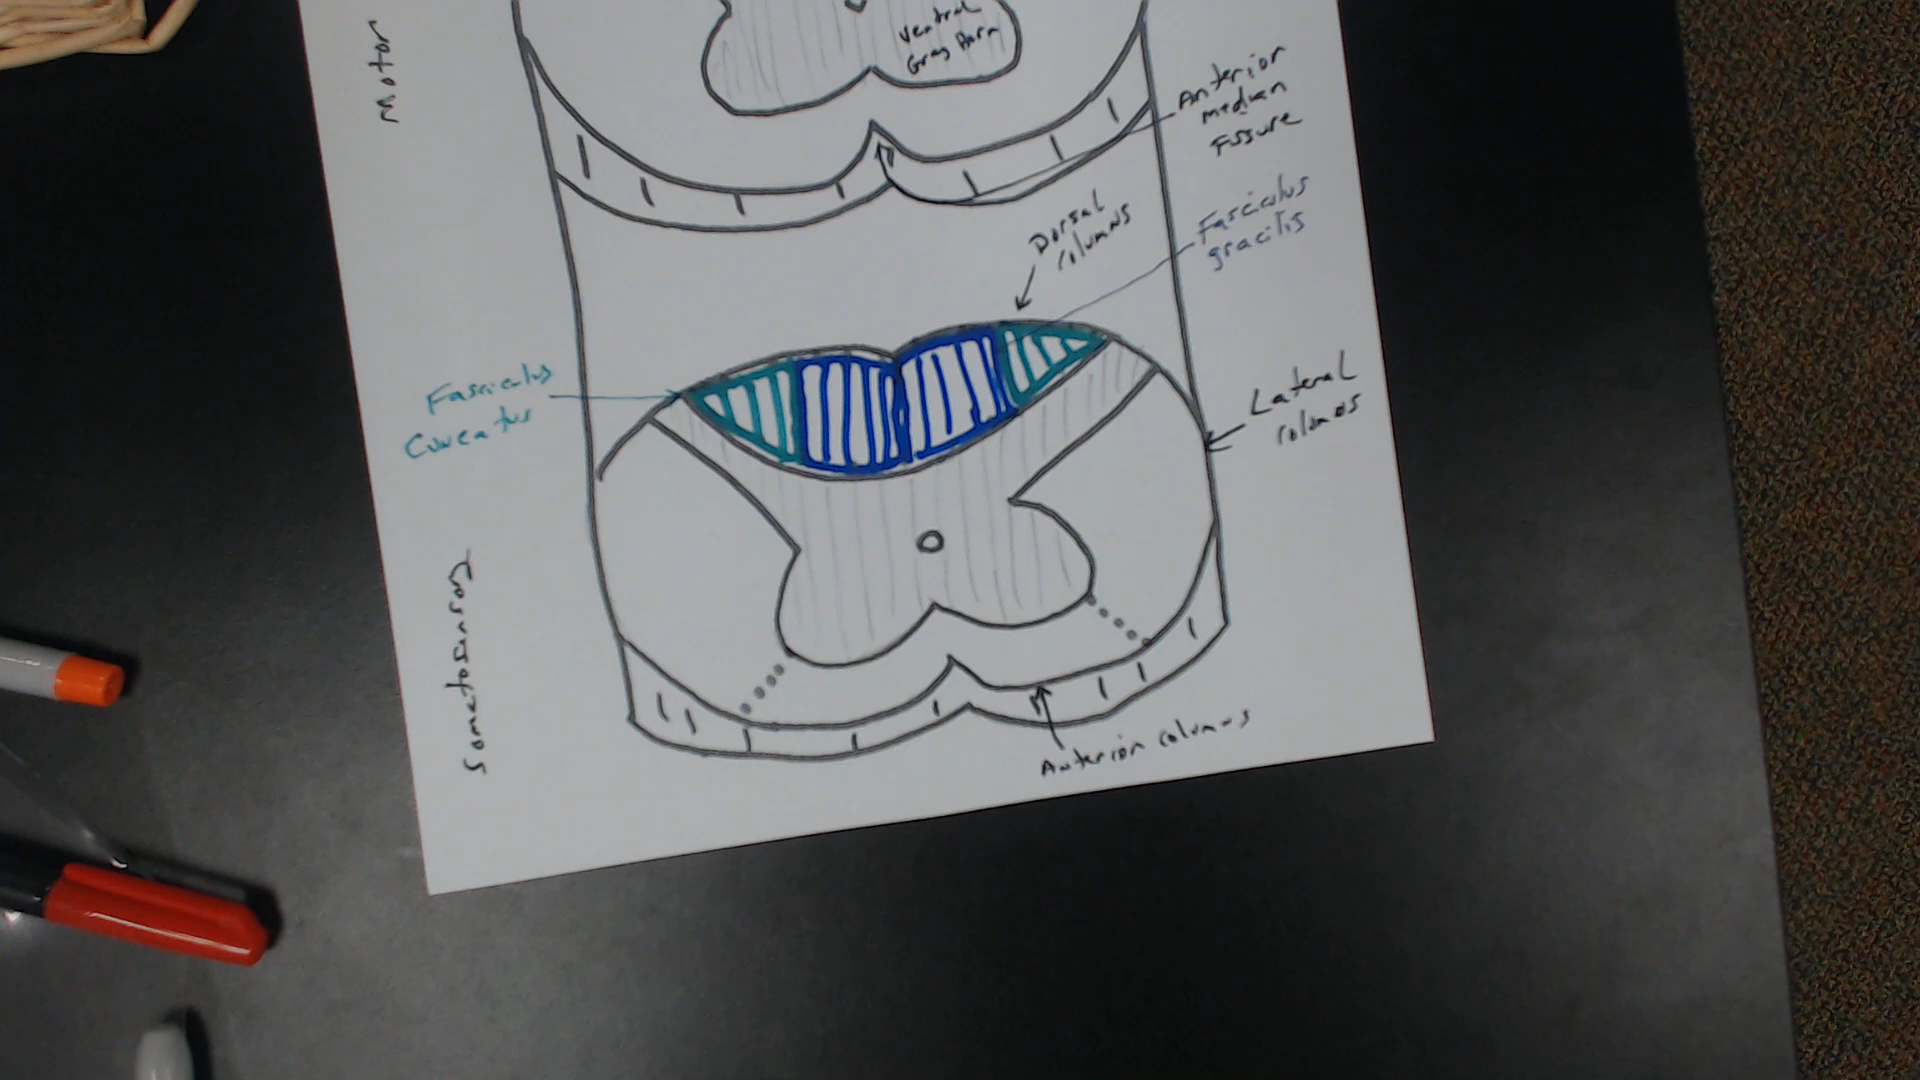 Motor
Ventral
Gray Horn
Anterior
median
Fissure
Dorsal
columns
Fasciculus
gracilis
Fasciculus
Cuneatus
Lateral
columns
Somatosensory
Anterior columns